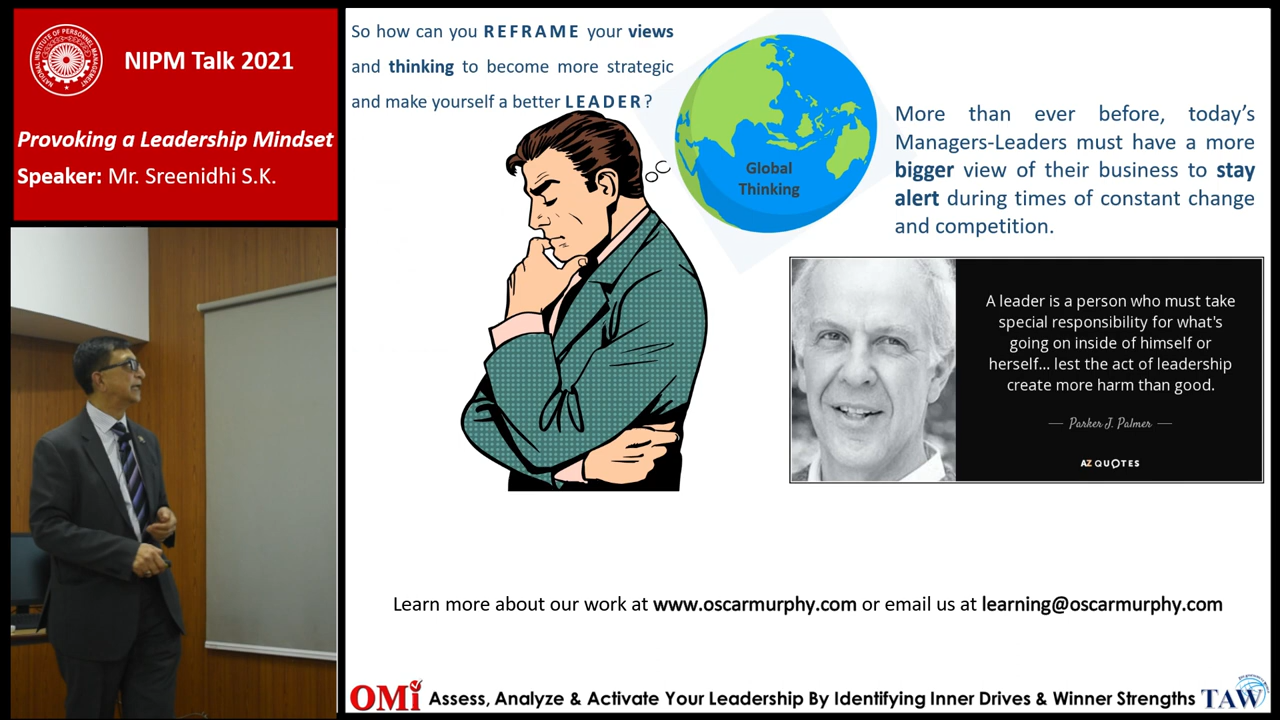 NATIONAL INSTITUTE OF PERSONNEL MANAGEMENT
NIPM Talk 2021
Provoking a Leadership Mindset
Speaker: Mr. Sreenidhi S.K.
So how can you REFRAME your views
and thinking to become more strategic
and make yourself a better LEADER?
Global
Thinking
More than ever before, today’s
Managers-Leaders must have a more
bigger view of their business to stay
alert during times of constant change
and competition.
A leader is a person who must take
special responsibility for what's
going on inside of himself or
herself... lest the act of leadership
create more harm than good.
— Parker J. Palmer —
AZ QUOTES
Learn more about our work at www.oscarmurphy.com or email us at learning@oscarmurphy.com
OMi Assess, Analyze & Activate Your Leadership By Identifying Inner Drives & Winner Strengths TAW